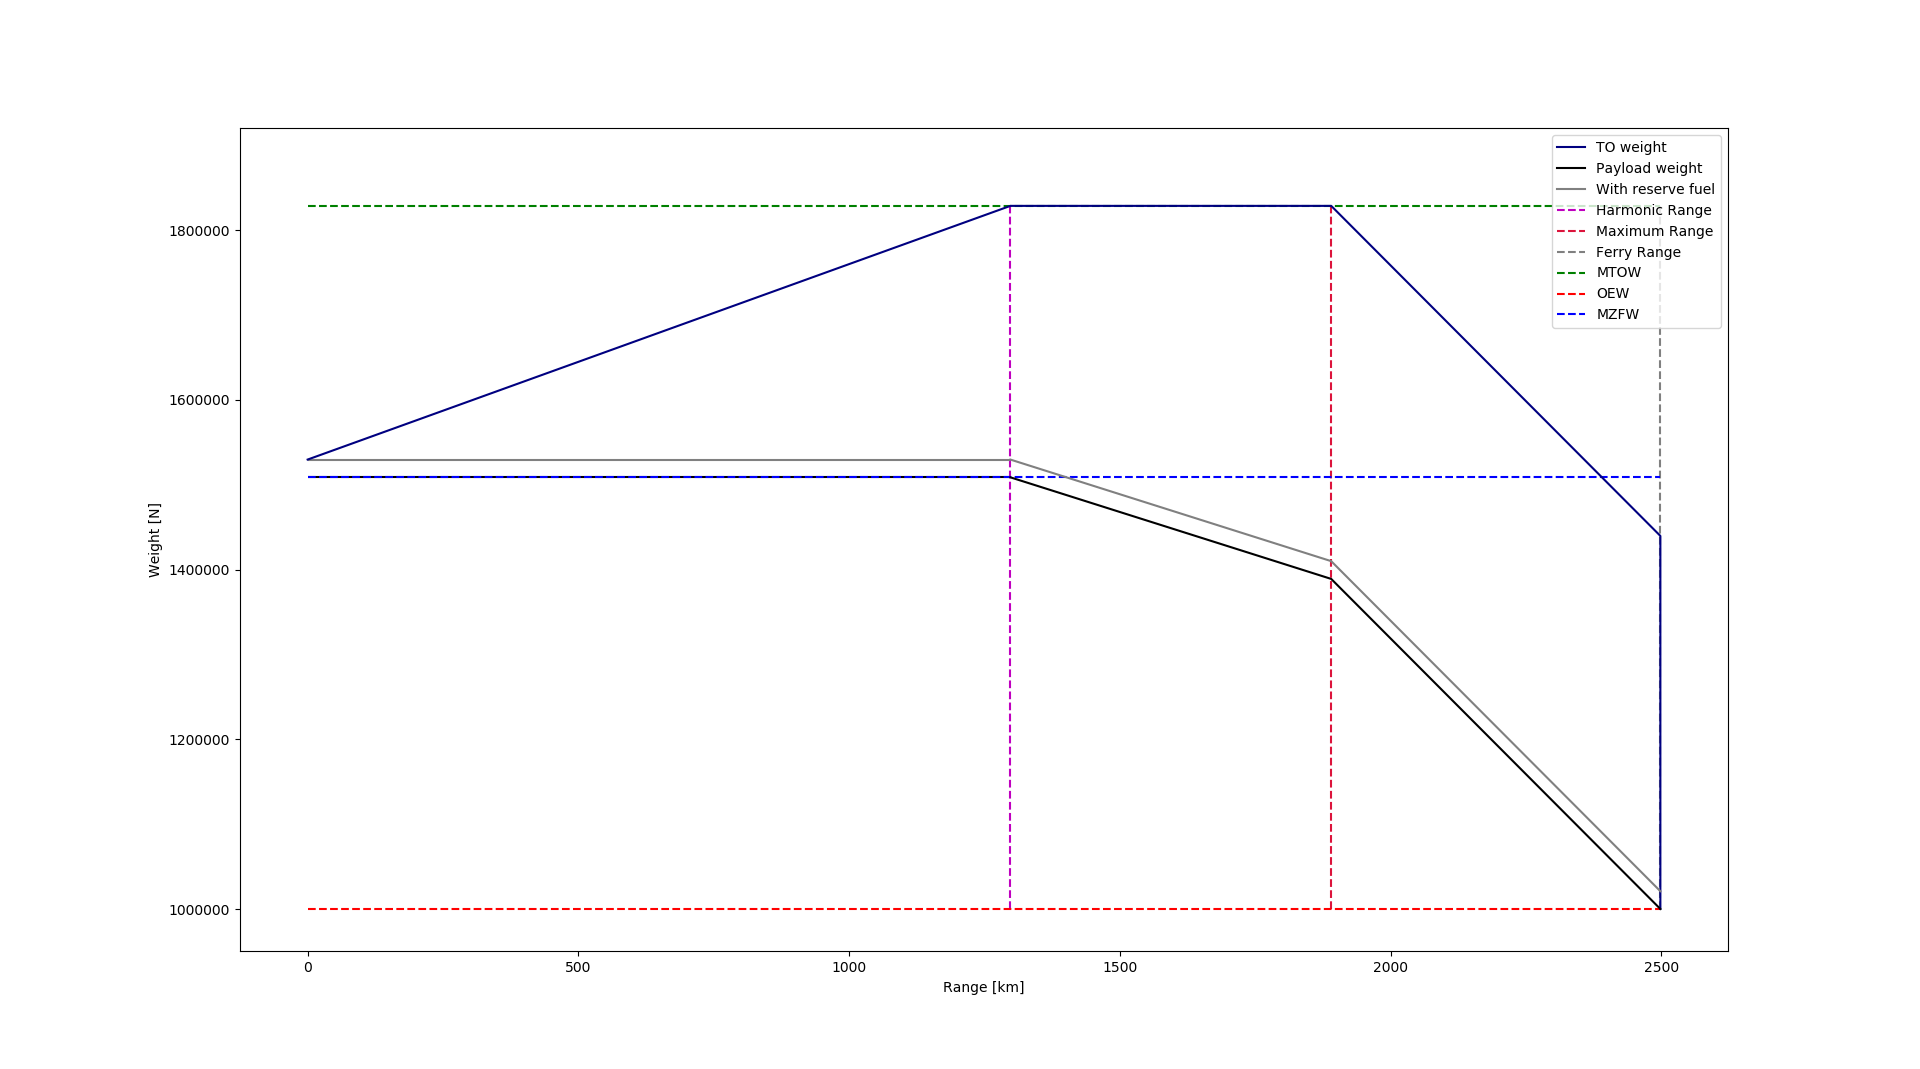 TO weight
Payload weight
With reserve fuel
Harmonic Range
Maximum Range
Ferry Range
MTOW
OEW
MZFW
1800000
1600000
1400000
1200000
1000000
Weight [N]
0 500 1000 1500 2000 2500
Range [km]